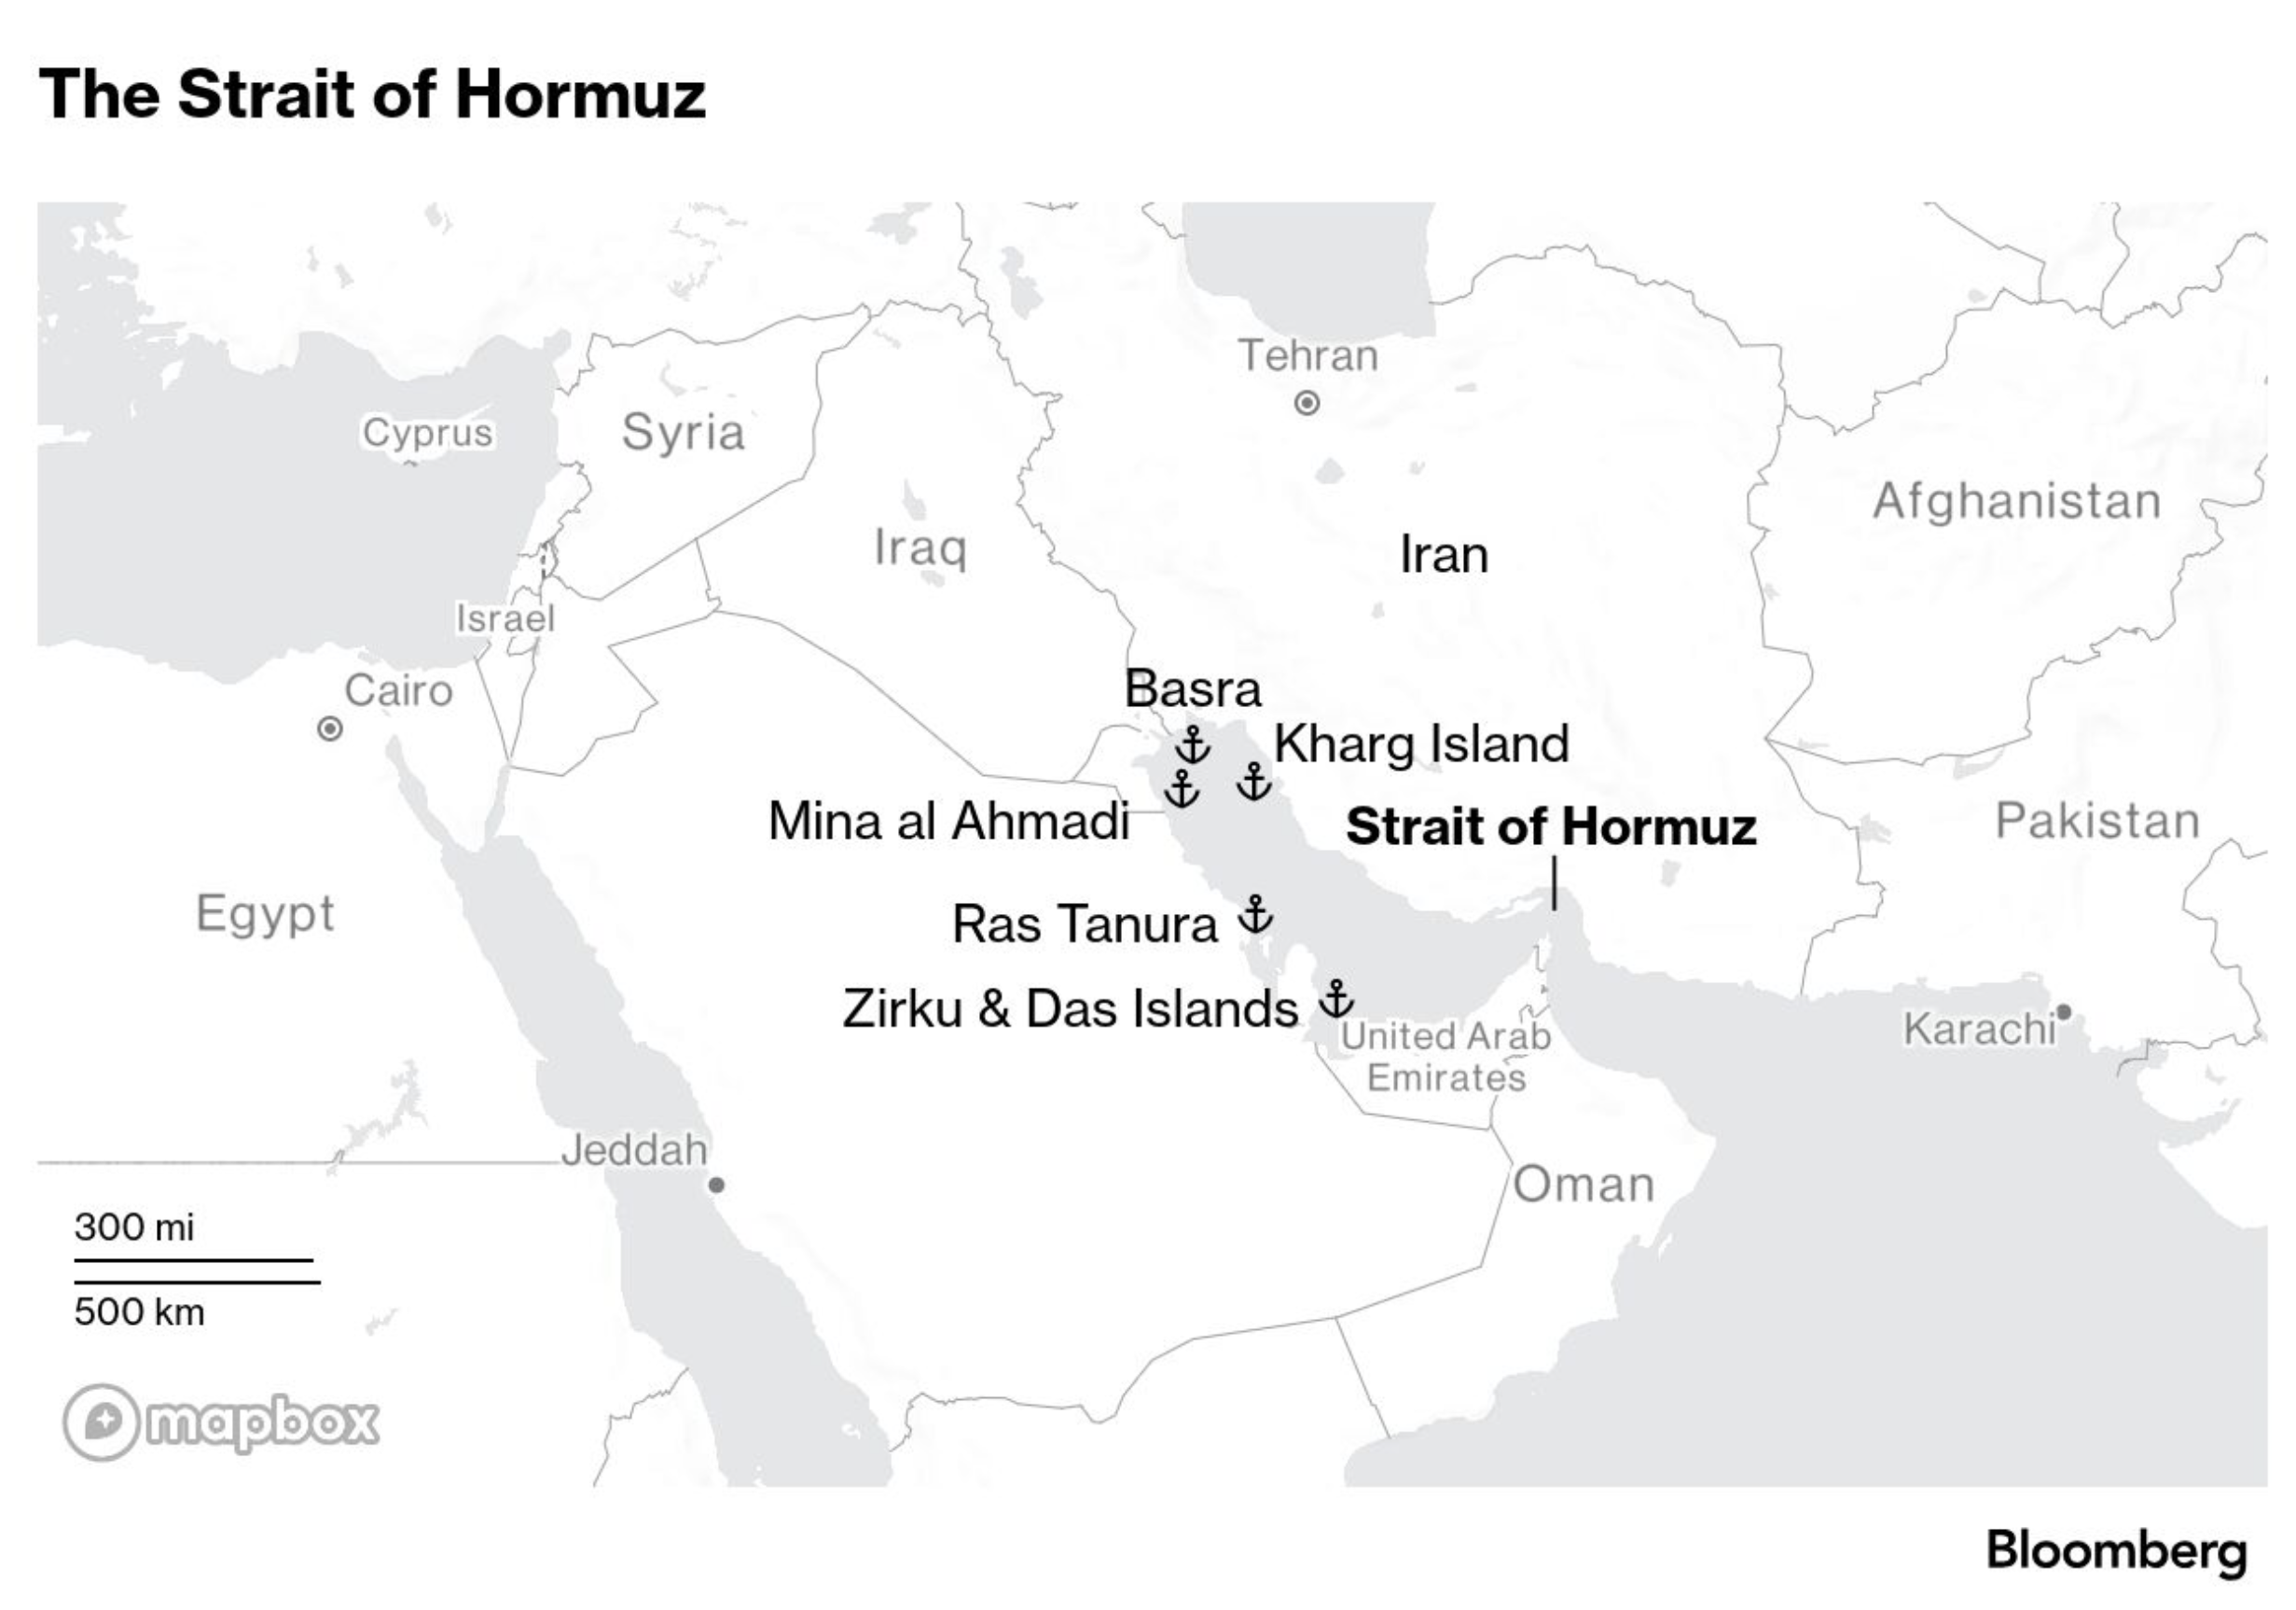 The Strait of Hormuz
Tehran
Cyprus
Syria
Afghanistan
Iraq
Iran
Israel
Cairo
Basra
Kharg Island
Mina al Ahmadi
Strait of Hormuz
Pakistan
Egypt
Ras Tanura
Zirku & Das Islands
United Arab
Emirates
Karachi
Jeddah
Oman
300 mi
500 km
mapbox
Bloomberg